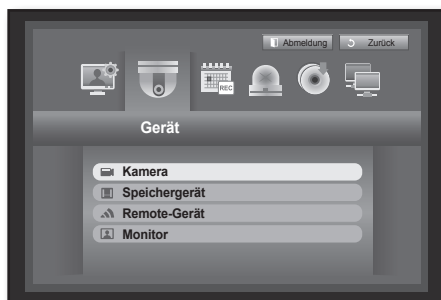 Abmeldung Zurück
REC
Gerät
Kamera
Speichergerät
Remote-Gerät
Monitor